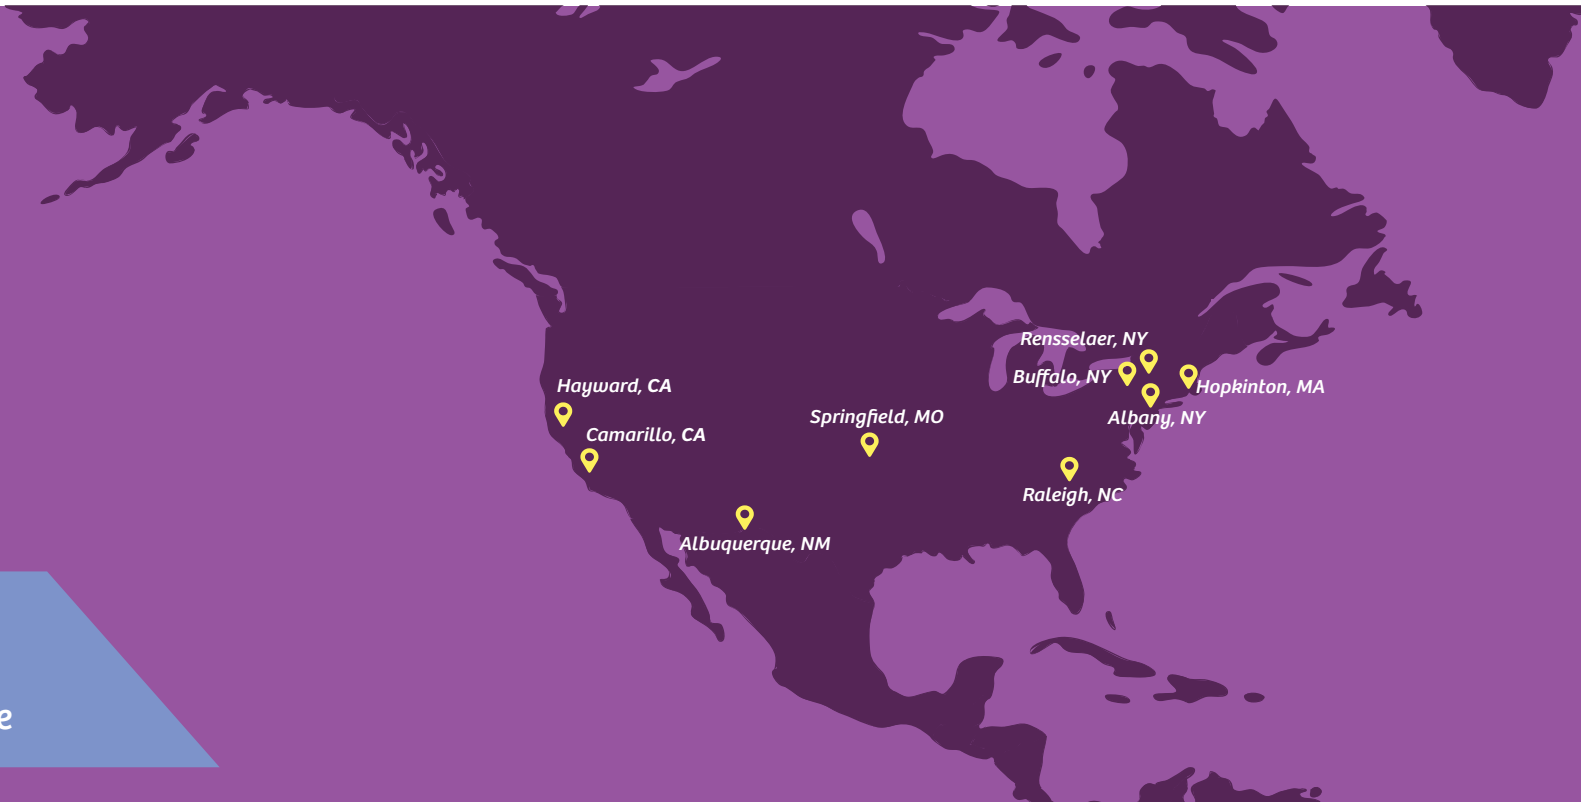 Rensselaer, NY
Buffalo, NY
Hopkinton, MA
Hayward, CA
Albany, NY
Springfield, MO
Camarillo, CA
Raleigh, NC
Albuquerque, NM
e